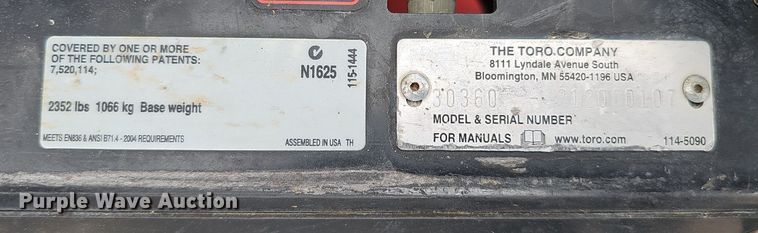 COVERED BY ONE OR MORE
OF THE FOLLOWING PATENTS:
7,520,114;
N1625
115-1444
2352 lbs 1066 kg Base weight
MEETS EN836 & ANSI B71.4 - 2004 REQUIREMENTS
ASSEMBLED IN USA TH
THE TORO COMPANY
8111 Lyndale Avenue South
Bloomington, MN 55420-1196 USA
30360
MODEL & SERIAL NUMBER
FOR MANUALS www.toro.com 114-5090
Purple Wave Auction